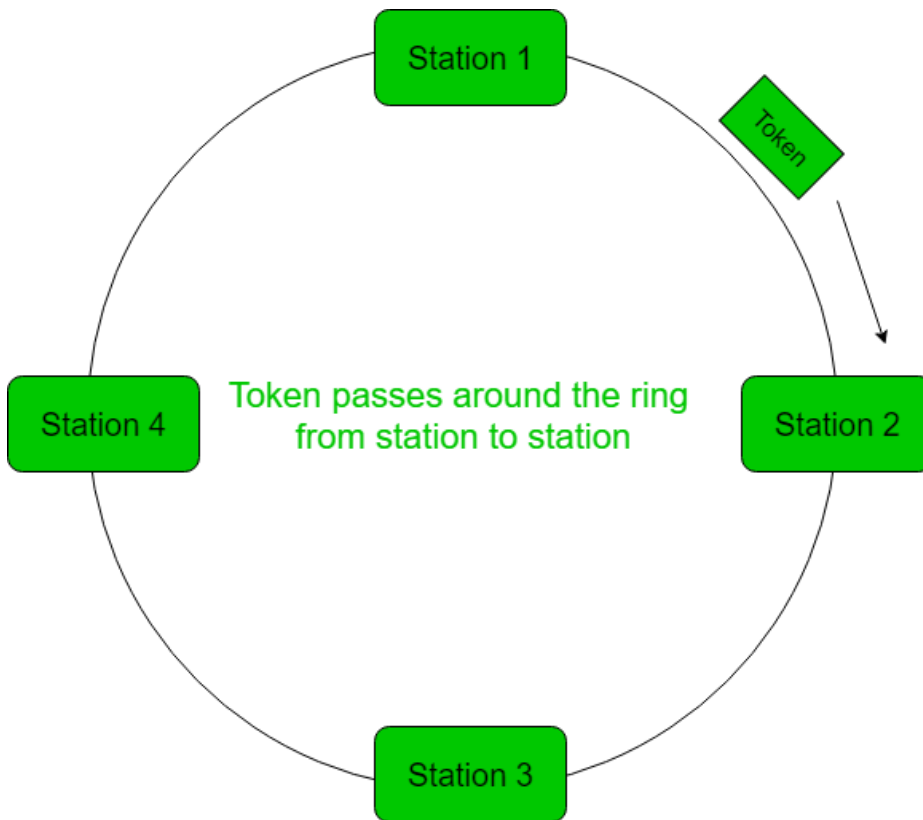 Station 1
Token
Station 4
Token passes around the ring
from station to station
Station 2
Station 3